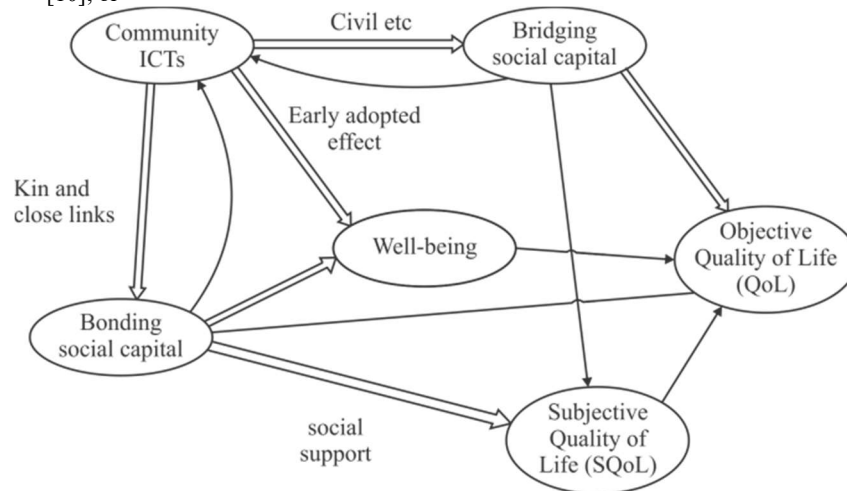 Community
ICTs
Civil etc
Bridging
social capital
Early adopted
effect
Kin and
close links
Well-being
Objective
Quality of Life
(QoL)
Bonding
social capital
social
support
Subjective
Quality of
Life (SQoL)